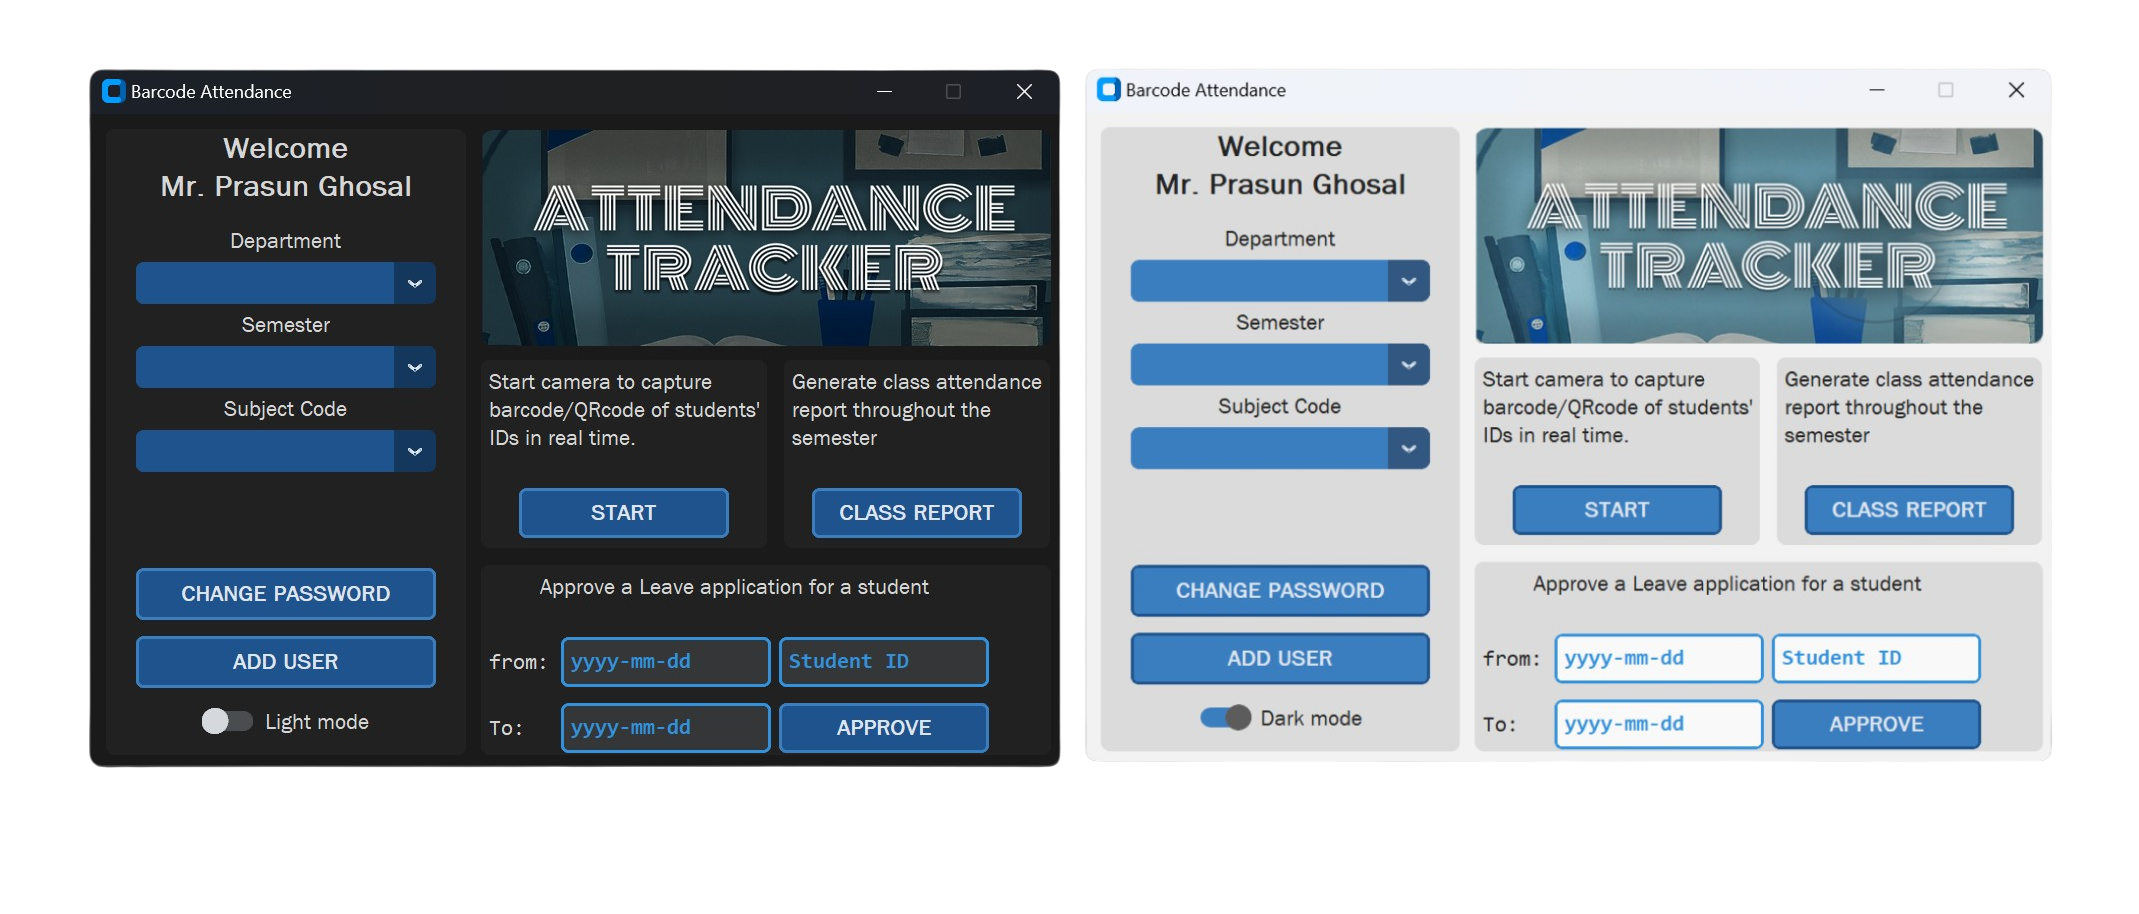 Barcode Attendance
Welcome
Mr. Prasun Ghosal
Department
Semester
Subject Code
CHANGE PASSWORD
ADD USER
Light mode
ATTENDANCE
TRACKER
Start camera to capture
barcode/QRcode of students'
IDs in real time.
START
Generate class attendance
report throughout the
semester
CLASS REPORT
Approve a Leave application for a student
from: yyyy-mm-dd Student ID
To: yyyy-mm-dd APPROVE
Barcode Attendance
Welcome
Mr. Prasun Ghosal
Department
Semester
Subject Code
CHANGE PASSWORD
ADD USER
Dark mode
ATTENDANCE
TRACKER
Start camera to capture
barcode/QRcode of students'
IDs in real time.
START
Generate class attendance
report throughout the
semester
CLASS REPORT
Approve a Leave application for a student
from: yyyy-mm-dd Student ID
To: yyyy-mm-dd APPROVE